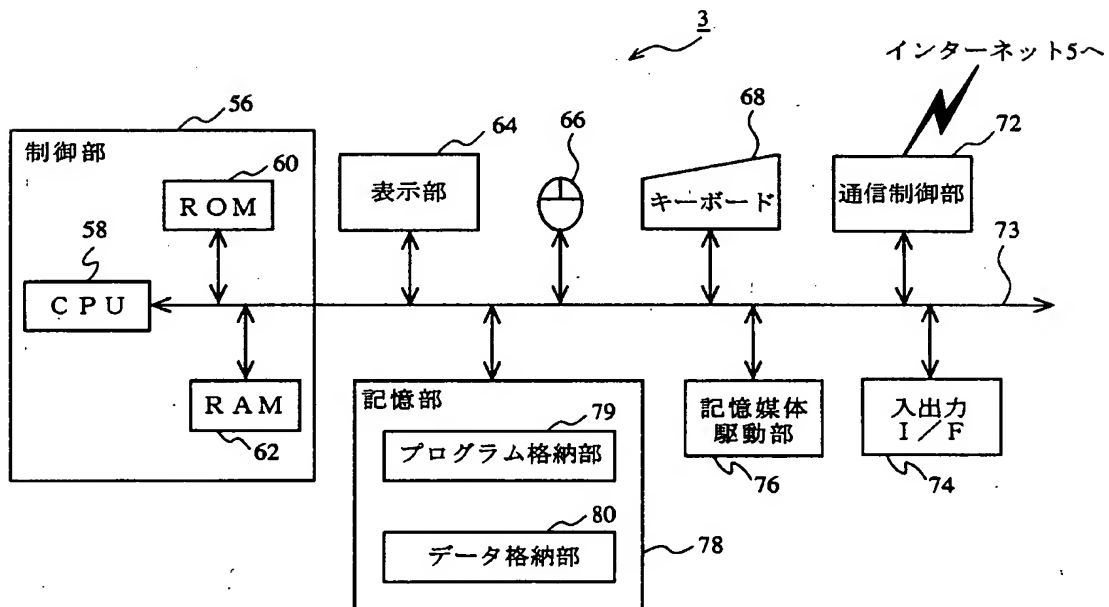 3
インターネット5へ
56
制御部
60
ROM
58
CPU
RAM
62
64
表示部
66
68
キーボード
72
通信制御部
73
記憶部
79
プログラム格納部
80
データ格納部
78
記憶媒体
駆動部
76
入出力
I/F
74